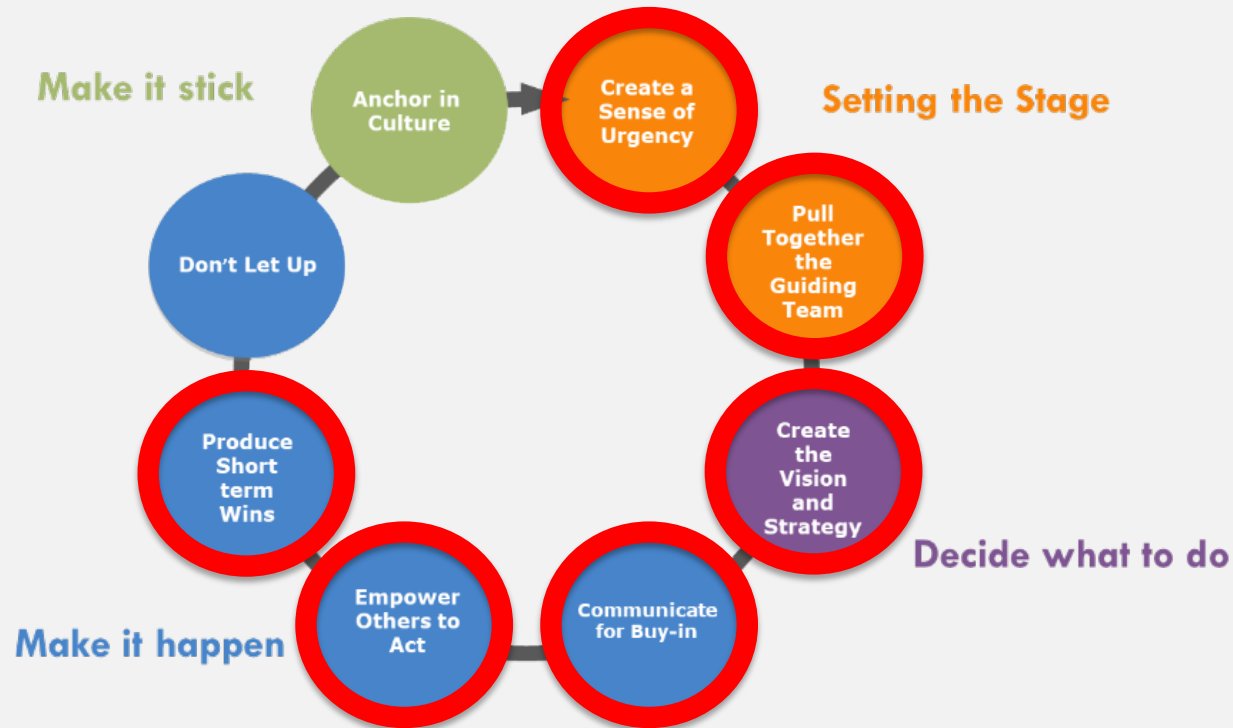 Make it stick
Anchor in
Culture
Create a
Sense of
Urgency
Setting the Stage
Pull
Together
the
Guiding
Team
Don't Let Up
Create
the
Vision
and
Strategy
Decide what to do
Produce
Short
term
Wins
Communicate
for Buy-in
Empower
Others to
Act
Make it happen